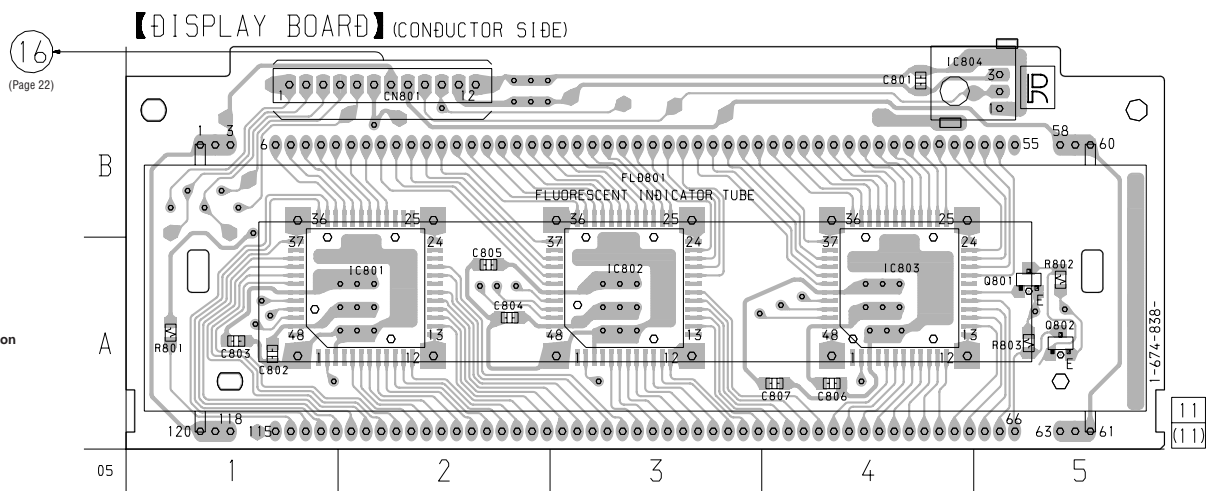 【DISPLAY BOARD】 (CONDUCTOR SIDE)
16
(Page 22)
IC804
C801
3
R
1
1 CN801 12
1 3
6
55
58
60
B
FLD801
FLUORESCENT INDICATOR TUBE
36 25
36 25
36 25
37 24
37 24
37 24
C805
IC801
IC802
IC803
Q801
R802
E
C804
48 13
48 13
48 13
Q802
R801
C803
C802
R803
E
A
on
1 12
1 12
1 12
C807
C806
1-674-838-
120
118
115
66
63
61
11
(11)
05
1 2 3 4 5